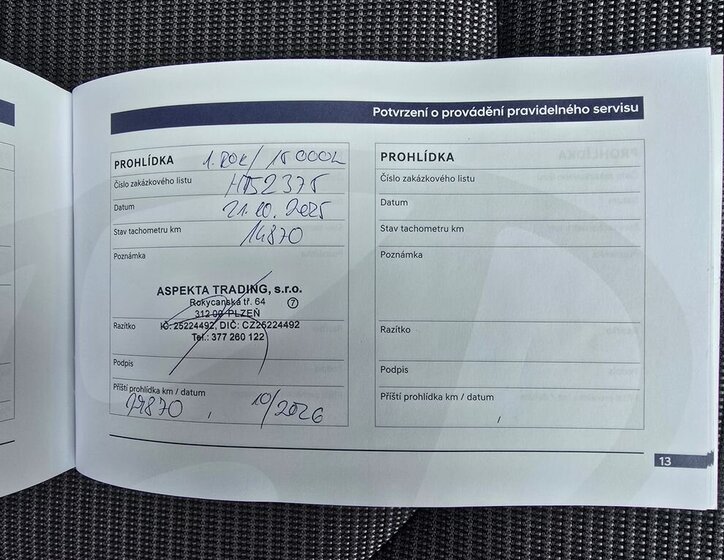 Potvrzení o provádění pravidelného servisu
PROHLÍDKA 1. ROK / 15 000KM
Číslo zakázkového listu H152375
Datum 21.10.2025
Stav tachometru km 14870
Poznámka
ASPEKTA TRADING, s.r.o.
Rokycanská tř. 64
7
312 00 PLZEŇ
Razítko
IČ: 25224492, DIČ: CZ25224492
Tel.: 377 260 122
Podpis
Příští prohlídka km / datum
29870 , 10/2026
PROHLÍDKA
Číslo zakázkového listu
Datum
Stav tachometru km
Poznámka
Razítko
Podpis
Příští prohlídka km / datum
/
13